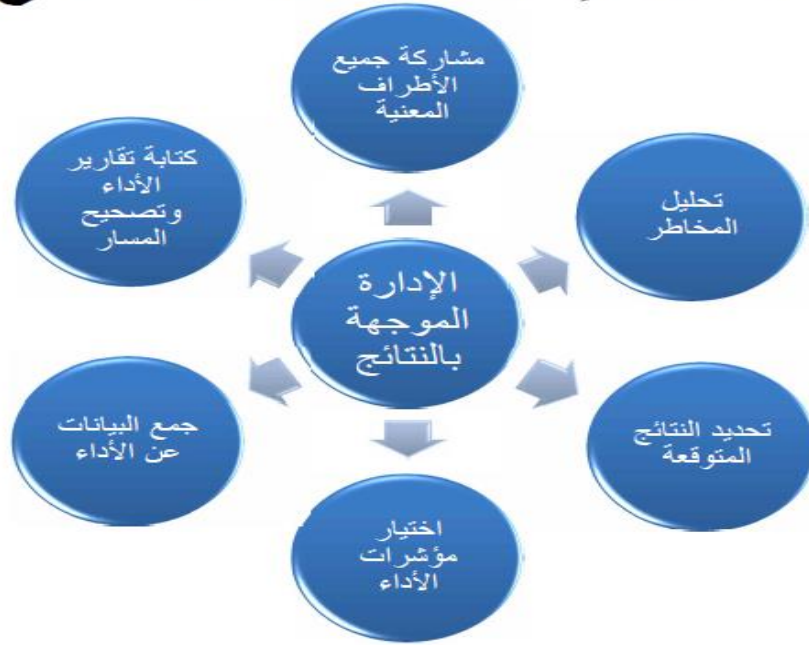 مشاركة جميع
الأطراف
المعنية
تحليل
المخاطر
تحديد النتائج
المتوقعة
اختيار
مؤشرات
الأداء
جمع البيانات
عن الأداء
كتابة تقارير
الأداء
وتصحيح
المسار
الإدارة
الموجهة
بالنتائج